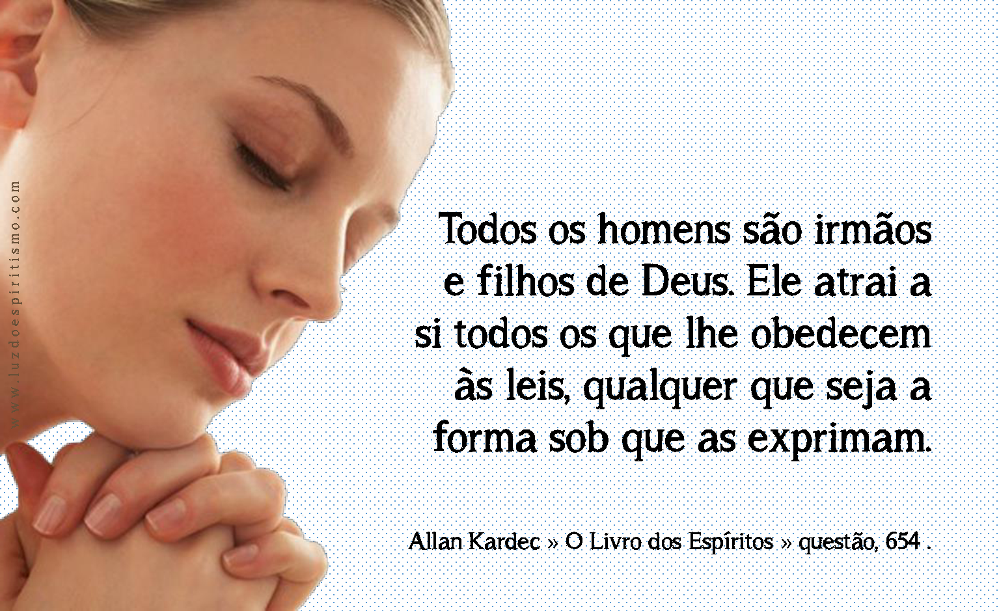 www.luzdoespiritismo.com
Todos os homens são irmãos
e filhos de Deus. Ele atrai a
si todos os que lhe obedecem
às leis, qualquer que seja a
forma sob que as exprimam.
Allan Kardec » O Livro dos Espíritos » questão, 654 .